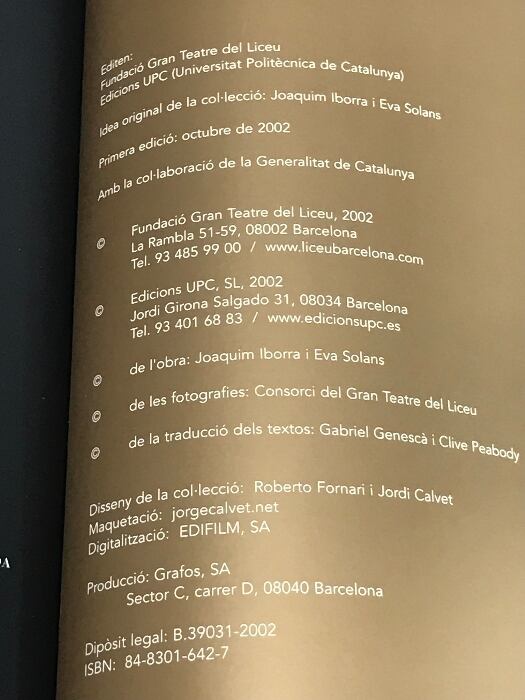 Editen:
Fundació Gran Teatre del Liceu
Edicions UPC (Universitat Politècnica de Catalunya)
Idea original de la col·lecció: Joaquim Iborra i Eva Solans
Primera edició: octubre de 2002
Amb la col·laboració de la Generalitat de Catalunya
© Fundació Gran Teatre del Liceu, 2002
La Rambla 51-59, 08002 Barcelona
Tel. 93 485 99 00 / www.liceubarcelona.com
© Edicions UPC, SL, 2002
Jordi Girona Salgado 31, 08034 Barcelona
Tel. 93 401 68 83 / www.edicionsupc.es
© de l'obra: Joaquim Iborra i Eva Solans
© de les fotografies: Consorci del Gran Teatre del Liceu
© de la traducció dels textos: Gabriel Genescà i Clive Peabody
Disseny de la col·lecció: Roberto Fornari i Jordi Calvet
Maquetació: jorgecalvet.net
Digitalització: EDIFILM, SA
Producció: Grafos, SA
Sector C, carrer D, 08040 Barcelona
Dipòsit legal: B.39031-2002
ISBN: 84-8301-642-7